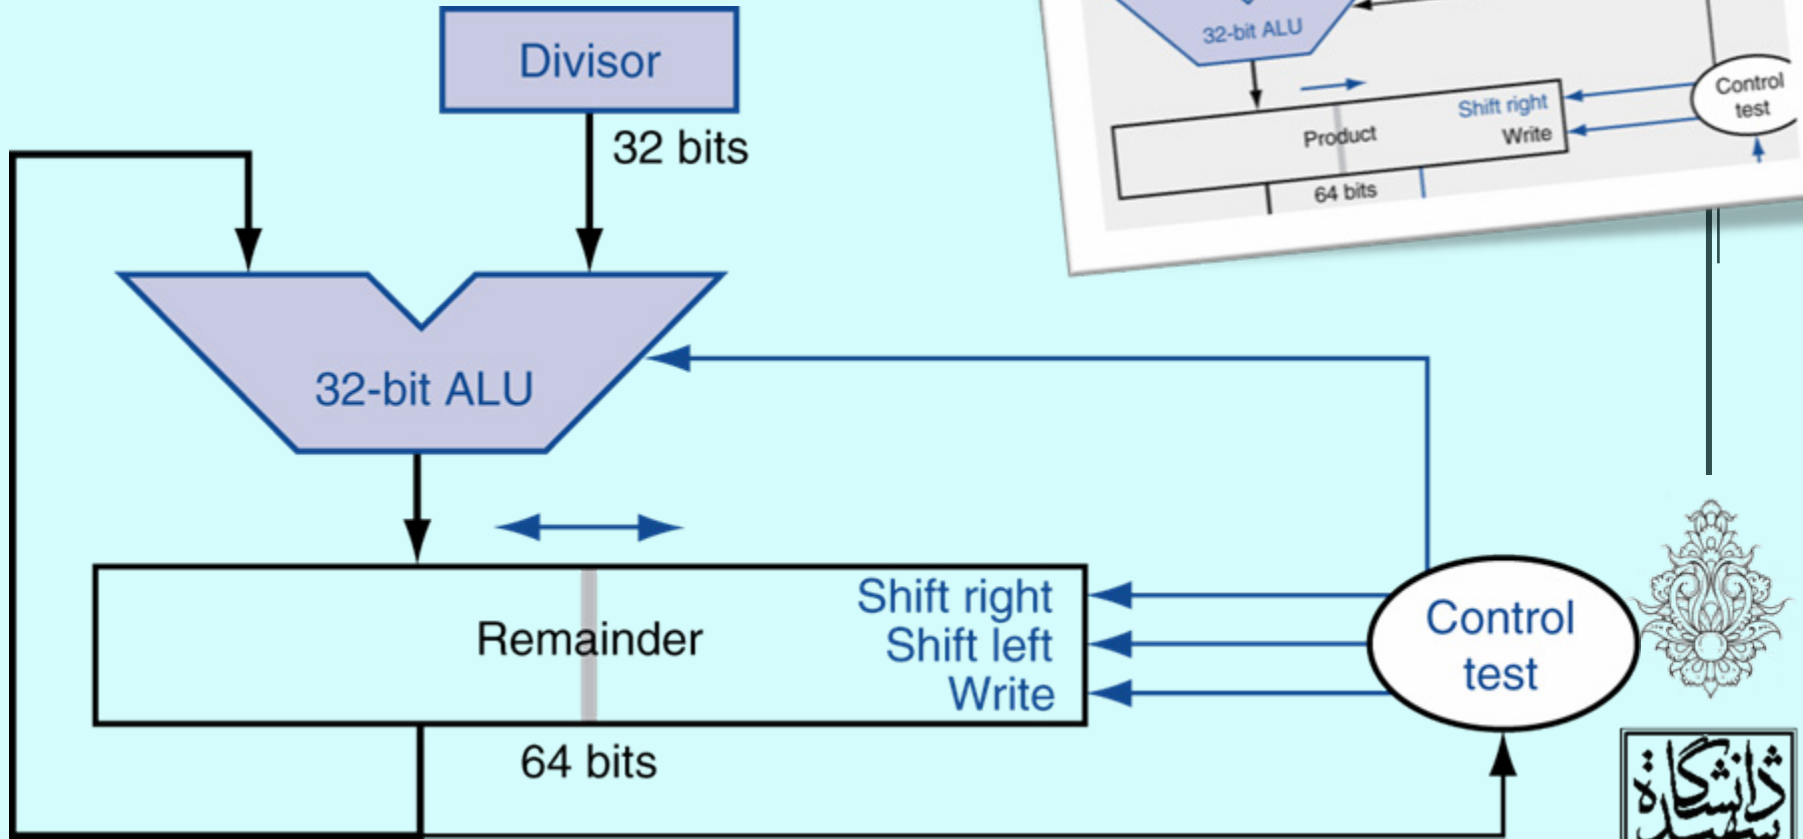 Divisor
32 bits
32-bit ALU
Remainder
Shift right
Shift left
Write
64 bits
Control
test
32-bit ALU
Product
Shift right
Write
64 bits
Control
test
دانشگاه